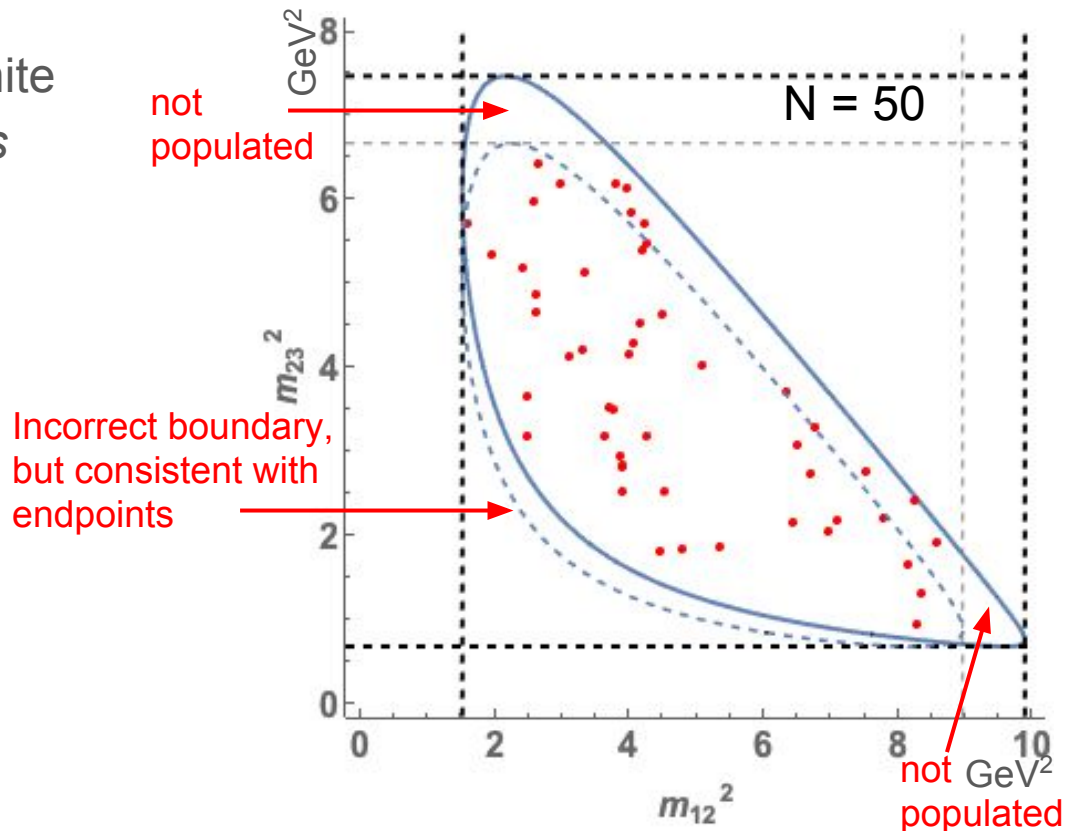 not
populated
GeV²
N = 50
8
6
4
2
0
m₂₃²
Incorrect boundary,
but consistent with
endpoints
0 2 4 6 8 10
m₁₂²
not GeV²
populated
s